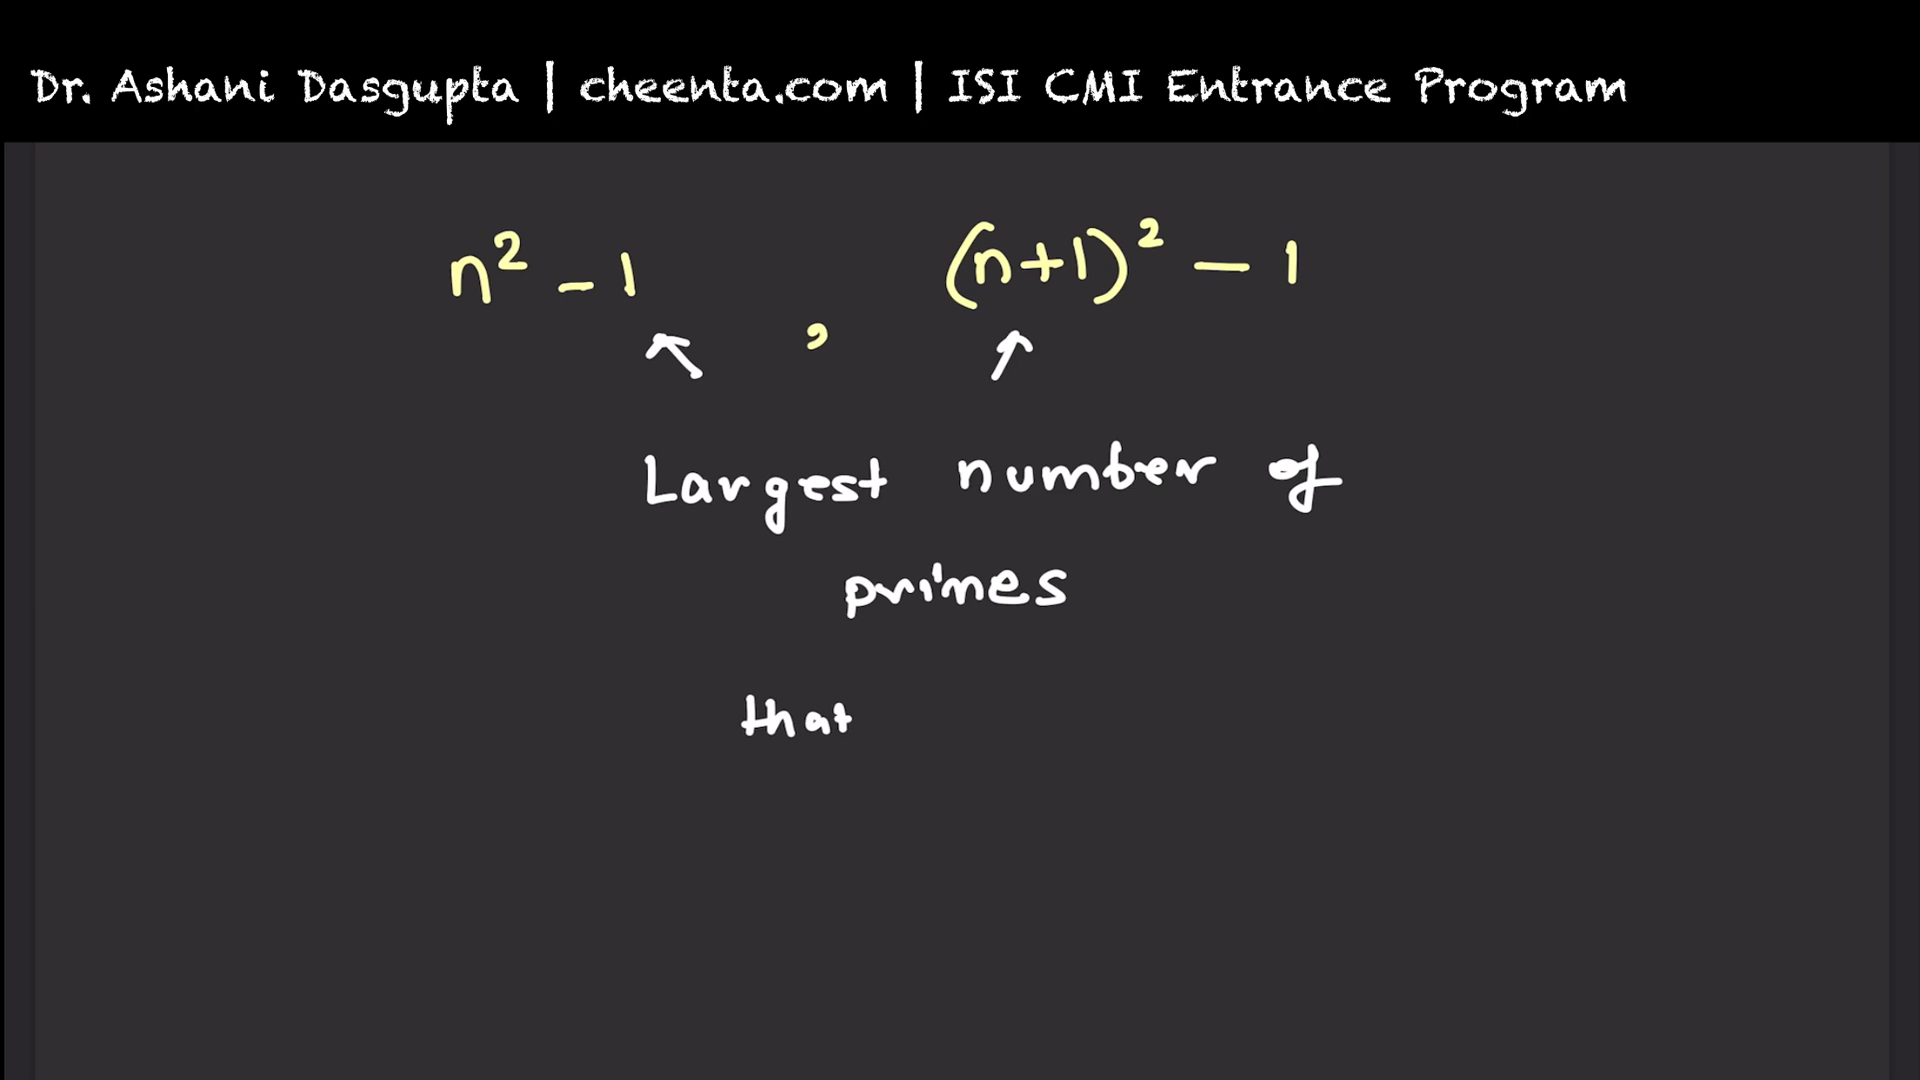 Dr. Ashani Dasgupta | cheenta.com | ISI CMI Entrance Program
n² - 1 , (n+1)² - 1
Largest number of
primes
that